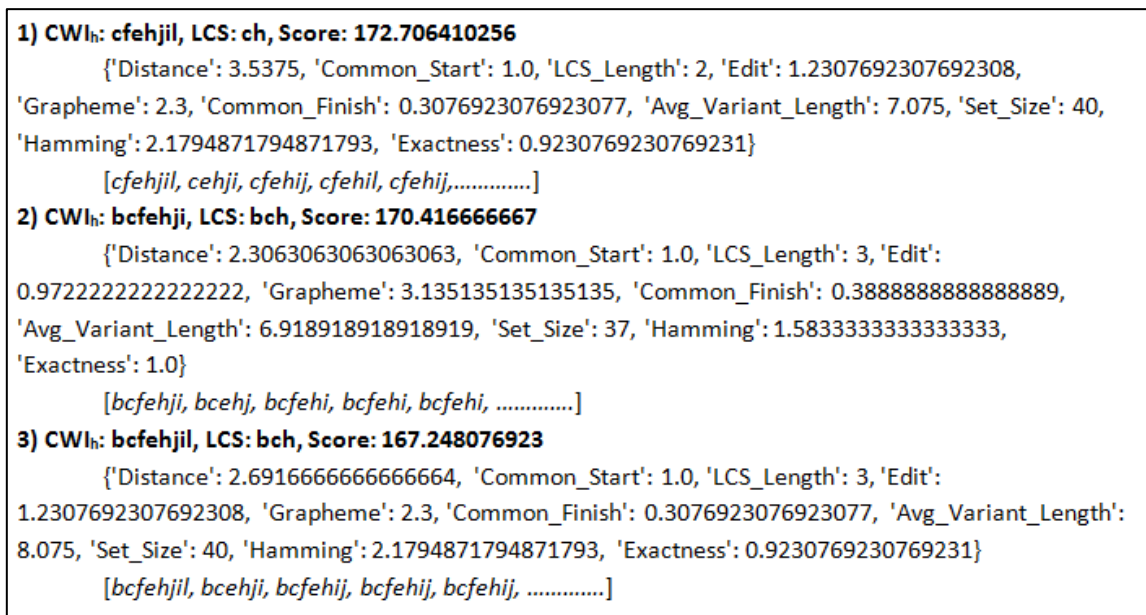 1) CWIₕ: cfehjil, LCS: ch, Score: 172.706410256
{'Distance': 3.5375, 'Common_Start': 1.0, 'LCS_Length': 2, 'Edit': 1.2307692307692308,
'Grapheme': 2.3, 'Common_Finish': 0.3076923076923077, 'Avg_Variant_Length': 7.075, 'Set_Size': 40,
'Hamming': 2.1794871794871793, 'Exactness': 0.9230769230769231}
[cfehjil, cehji, cfehij, cfehil, cfehij,.............]
2) CWIₕ: bcfehji, LCS: bch, Score: 170.416666667
{'Distance': 2.3063063063063063, 'Common_Start': 1.0, 'LCS_Length': 3, 'Edit':
0.9722222222222222, 'Grapheme': 3.135135135135135, 'Common_Finish': 0.3888888888888889,
'Avg_Variant_Length': 6.918918918918919, 'Set_Size': 37, 'Hamming': 1.5833333333333333,
'Exactness': 1.0}
[bcfehji, bcehj, bcfehi, bcfehi, bcfehi, .............]
3) CWIₕ: bcfehjil, LCS: bch, Score: 167.248076923
{'Distance': 2.6916666666666664, 'Common_Start': 1.0, 'LCS_Length': 3, 'Edit':
1.2307692307692308, 'Grapheme': 2.3, 'Common_Finish': 0.3076923076923077, 'Avg_Variant_Length':
8.075, 'Set_Size': 40, 'Hamming': 2.1794871794871793, 'Exactness': 0.9230769230769231}
[bcfehjil, bcehji, bcfehij, bcfehij, bcfehij, .............]